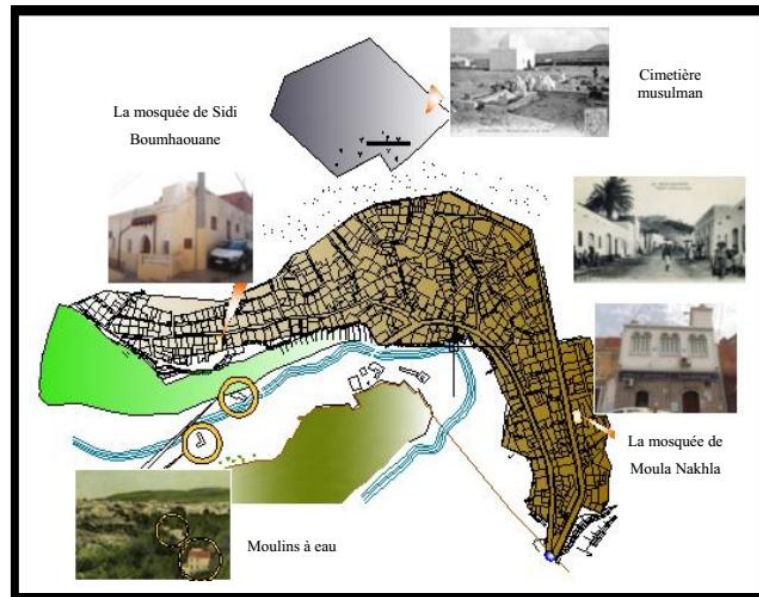 Cimetière
musulman
La mosquée de Sidi
Boumhaouane
La mosquée de
Moula Nakhla
Moulins à eau